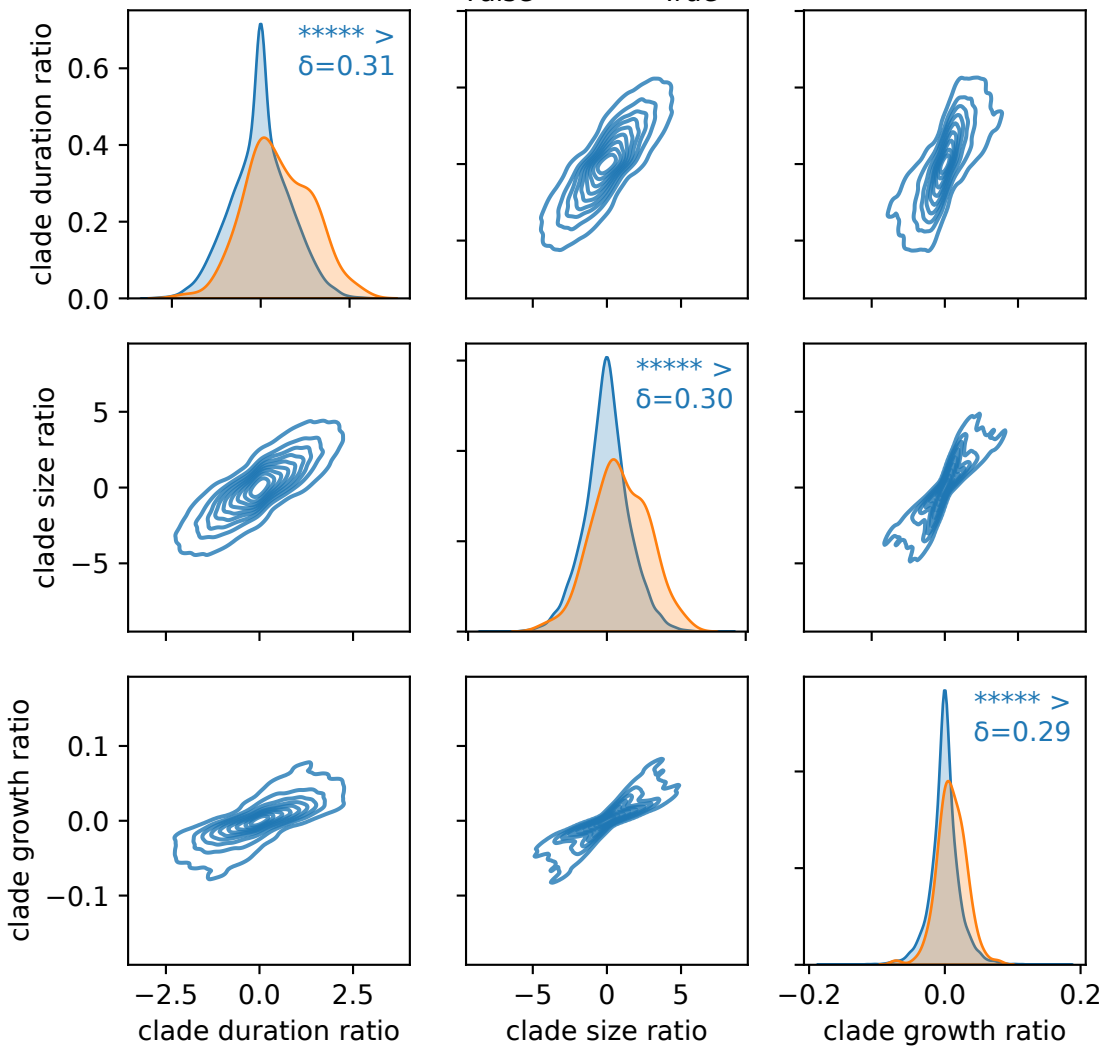 clade duration ratio
0.6
0.4
0.2
0.0
***** >
δ=0.31
clade size ratio
5
0
−5
***** >
δ=0.30
clade growth ratio
0.1
0.0
−0.1
***** >
δ=0.29
−2.5 0.0 2.5
−5 0 5
−0.2 0.0 0.2
clade duration ratio
clade size ratio
clade growth ratio